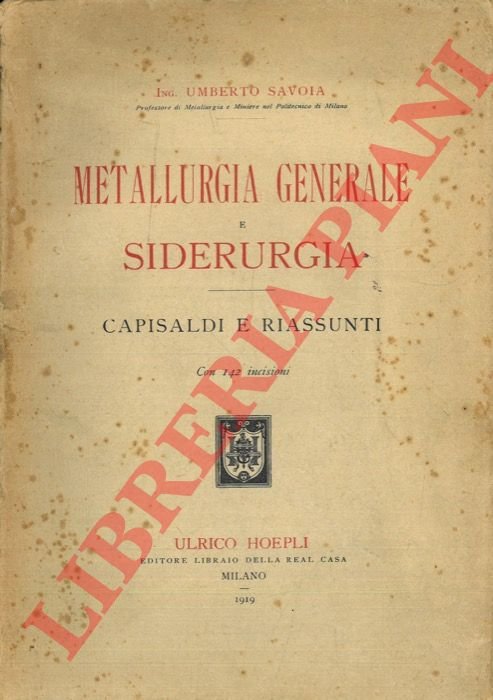 ING. UMBERTO SAVOIA
Professore di Metallurgia e Miniere nel Politecnico di Milano
METALLURGIA GENERALE
E
SIDERURGIA
CAPISALDI E RIASSUNTI
Con 142 incisioni
ULRICO HOEPLI
EDITORE LIBRAIO DELLA REAL CASA
MILANO
1919
LIBRERIA PIANI